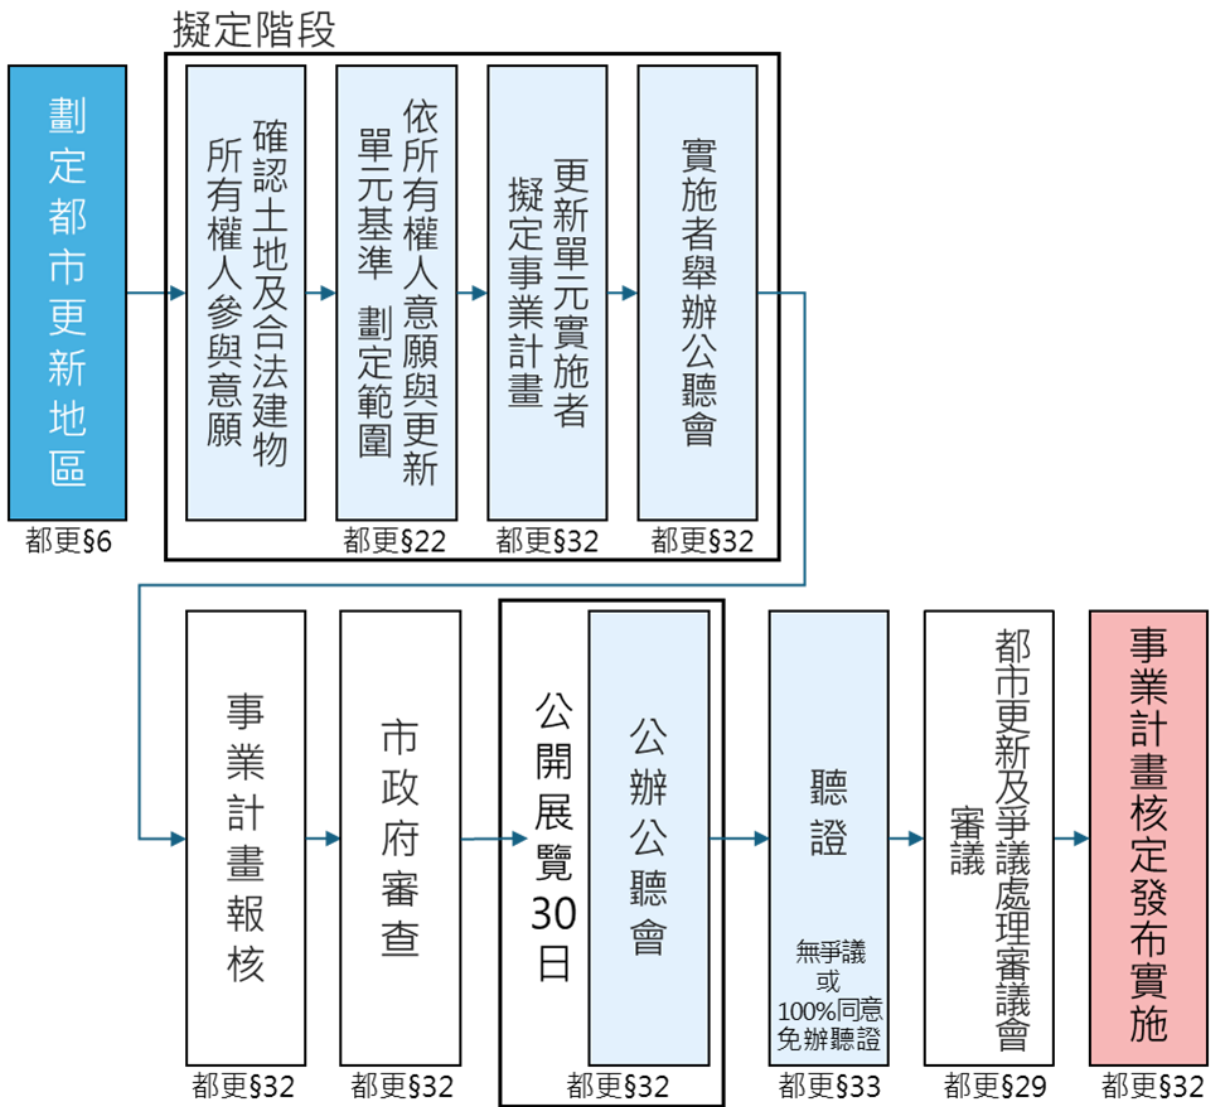 擬定階段
劃定都市更新地區
都更§6
確認土地及合法建物
所有權人參與意願
依所有權人意願與更新
單元基準 劃定範圍
都更§22
更新單元實施者
擬定事業計畫
都更§32
實施者舉辦公聽會
都更§32
事業計畫報核
都更§32
市政府審查
都更§32
公開展覽30日
公辦公聽會
都更§32
聽證
無爭議
或
100%同意
免辦聽證
都更§33
都市更新及爭議處理審議會
審議
都更§29
事業計畫核定發布實施
都更§32